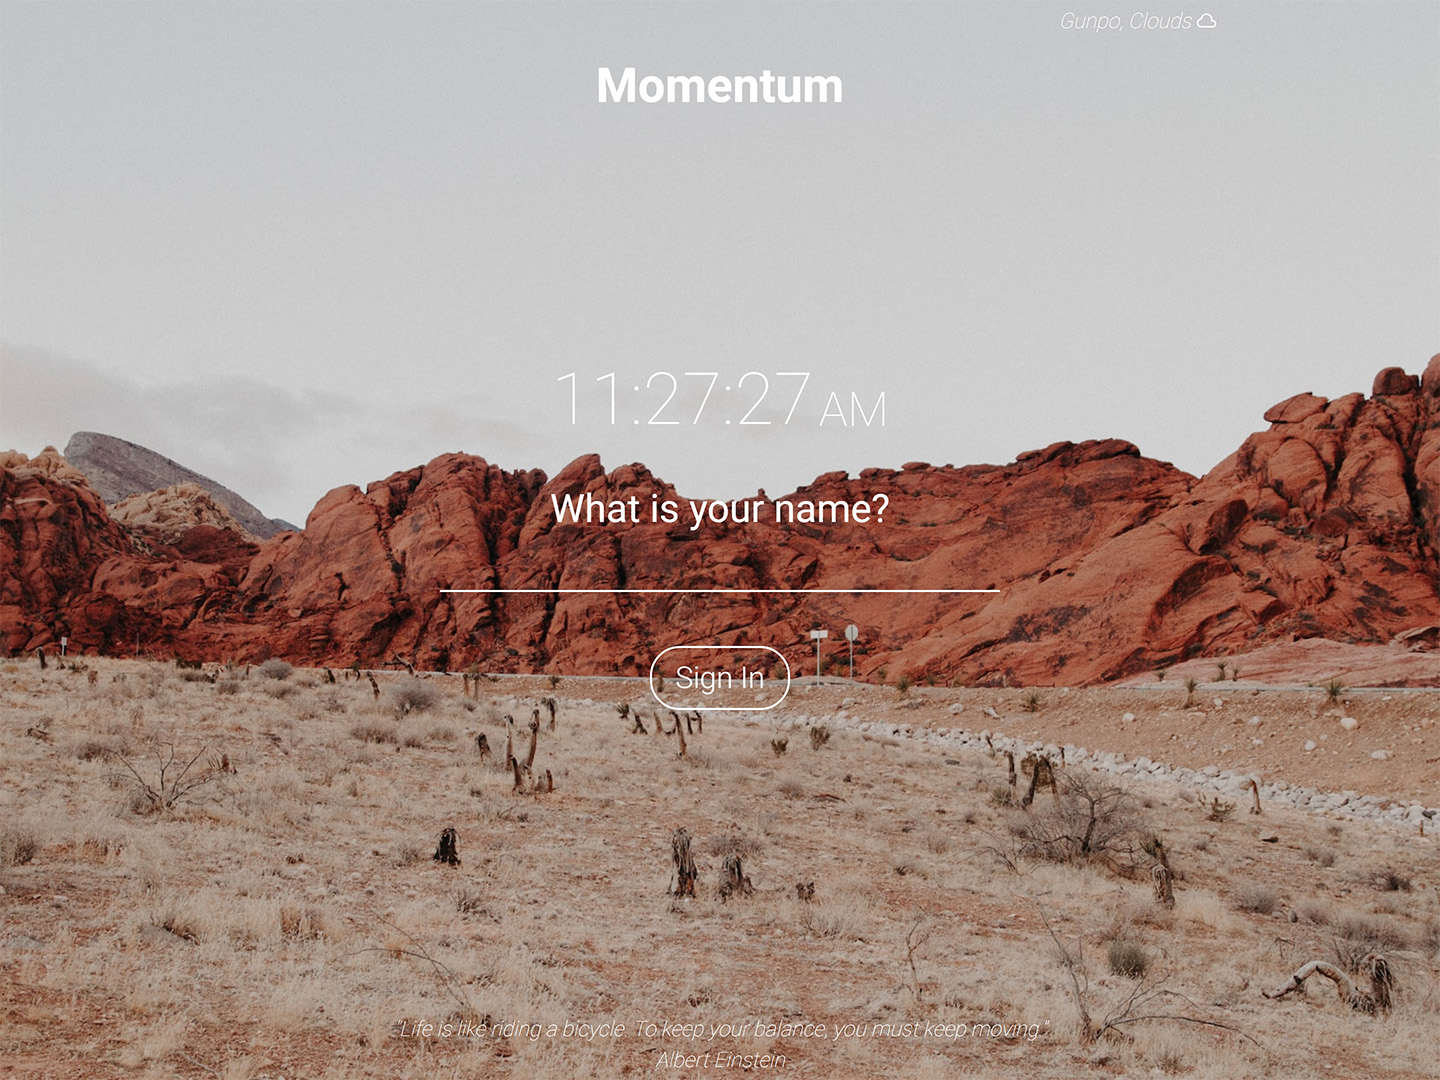 Gunpo, Clouds
Momentum
11:27:27 AM
What is your name?
Sign In
"Life is like riding a bicycle. To keep your balance, you must keep moving."
Albert Einstein